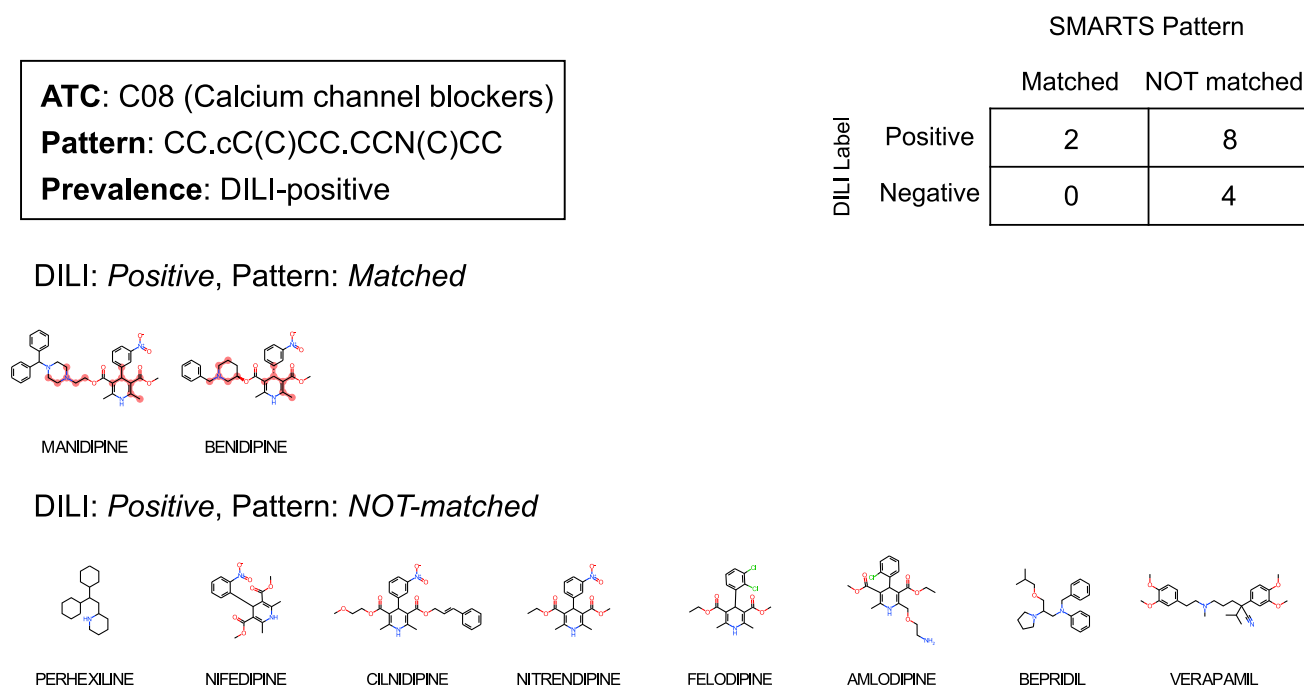 ATC: C08 (Calcium channel blockers)
Pattern: CC.cC(C)CC.CCN(C)CC
Prevalence: DILI-positive
SMARTS Pattern
Matched NOT matched
DILI Label
Positive 2 8
Negative 0 4
DILI: Positive, Pattern: Matched
MANIDIPINE BENIDIPINE
DILI: Positive, Pattern: NOT-matched
PERHEXILINE NIFEDIPINE CILNIDIPINE NITRENDIPINE FELODIPINE AMLODIPINE BEPRIDIL VERAPAMIL